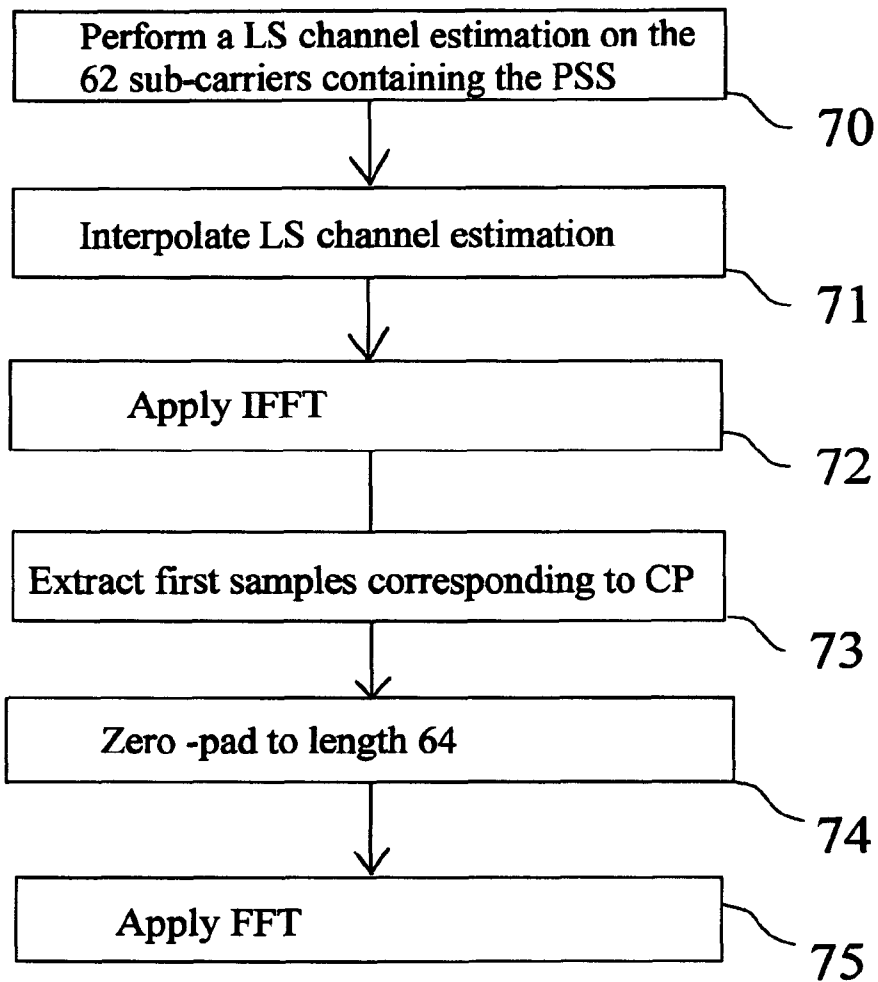 Perform a LS channel estimation on the
62 sub-carriers containing the PSS
70
Interpolate LS channel estimation
71
Apply IFFT
72
Extract first samples corresponding to CP
73
Zero -pad to length 64
74
Apply FFT
75